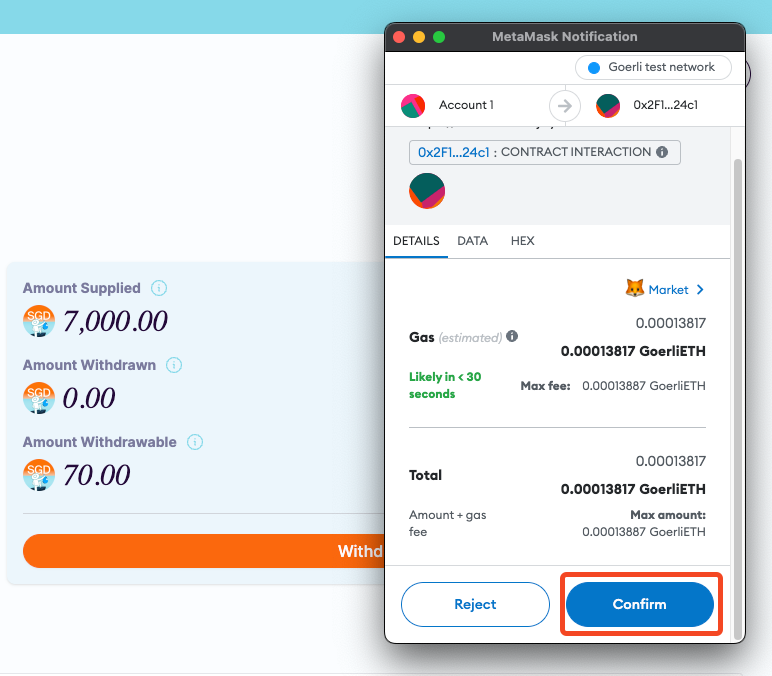 MetaMask Notification
Goerli test network
Account 1
0x2F1...24c1
0x2F1...24c1 : CONTRACT INTERACTION
DETAILS
DATA
HEX
Market
Gas (estimated)
0.00013817
0.00013817 GoerliETH
Likely in < 30
seconds
Max fee: 0.00013887 GoerliETH
Total
0.00013817
0.00013817 GoerliETH
Amount + gas
fee
Max amount:
0.00013887 GoerliETH
Reject
Confirm
Amount Supplied
SGD
7,000.00
Amount Withdrawn
SGD
0.00
Amount Withdrawable
SGD
70.00
Withd